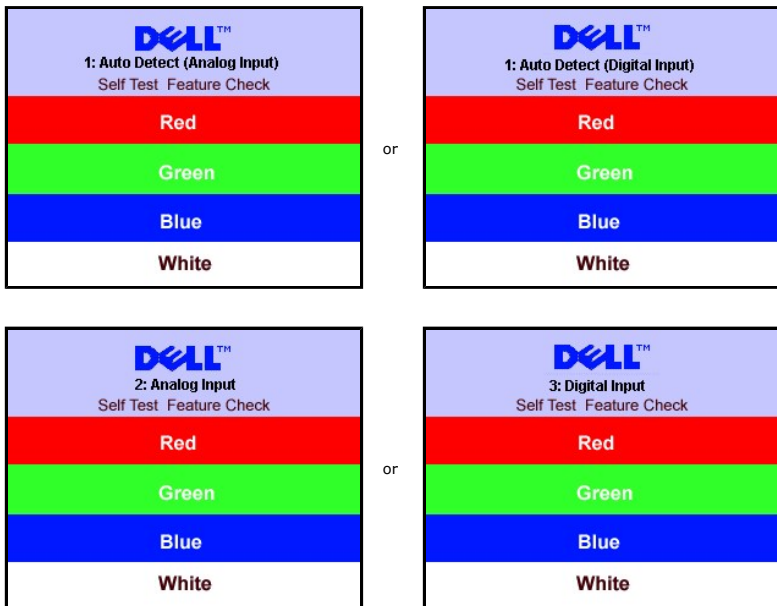 DELL™
1: Auto Detect (Analog Input)
Self Test Feature Check
Red
Green
Blue
White
or
DELL™
1: Auto Detect (Digital Input)
Self Test Feature Check
Red
Green
Blue
White
DELL™
2: Analog Input
Self Test Feature Check
Red
Green
Blue
White
or
DELL™
3: Digital Input
Self Test Feature Check
Red
Green
Blue
White